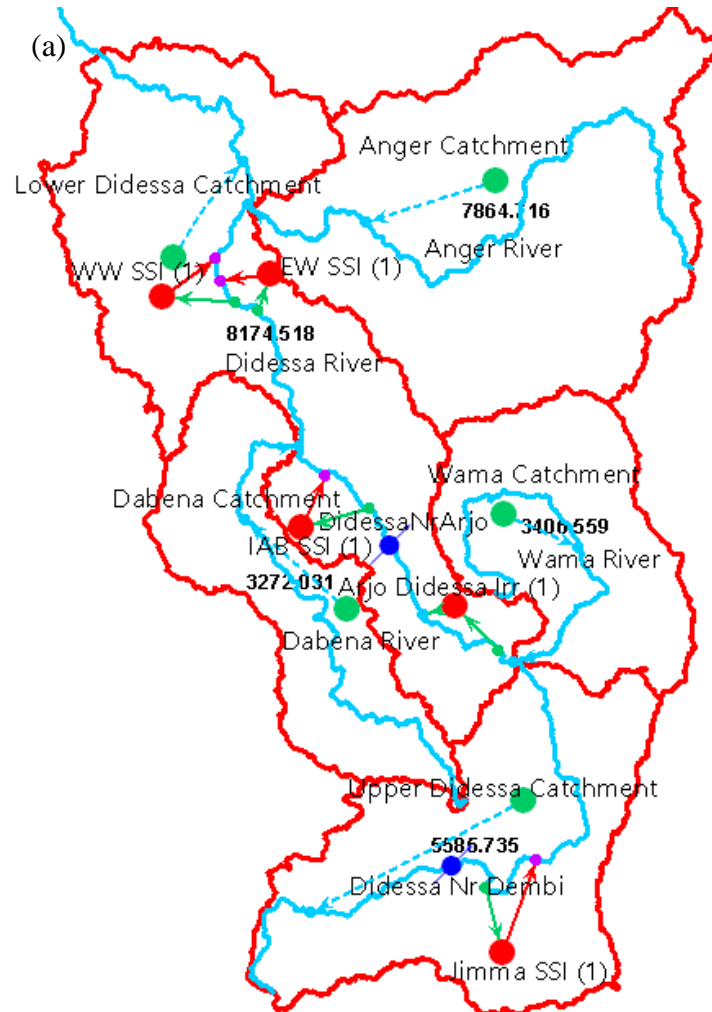 (a)
Anger Catchment
Lower Didessa Catchment
7864.716
Anger River
WW SSI (1)
EW SSI (1)
8174.518
Didessa River
Wama Catchment
Dabena Catchment
DidessaNrArjo
3406.559
IAB SSI (1)
Wama River
3272.031
Arjo Didessa Irr (1)
Dabena River
Upper Didessa Catchment
5586.735
Didessa Nr Dembi
Jimma SSI (1)